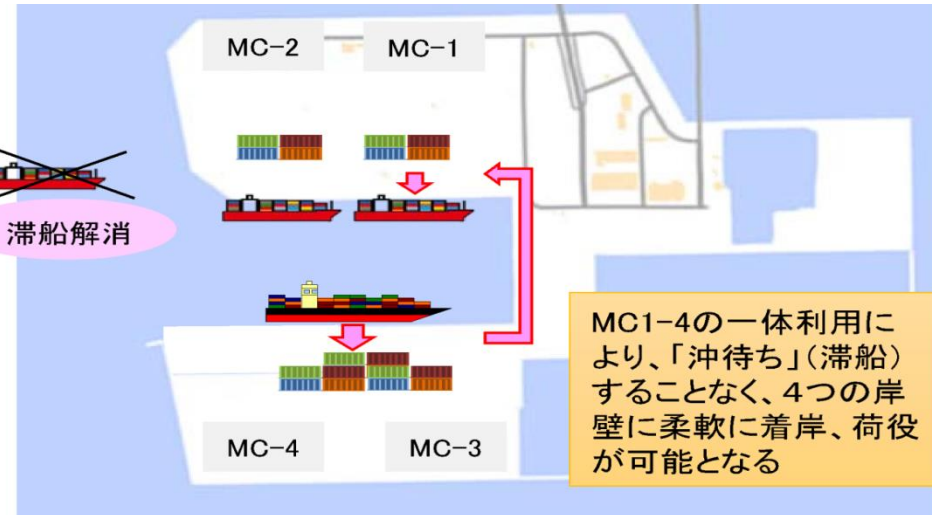 MC-2
MC-1
滞船解消
MC-4
MC-3
MC1-4の一体利用に
より、「沖待ち」（滞船）
することなく、４つの岸
壁に柔軟に着岸、荷役
が可能となる